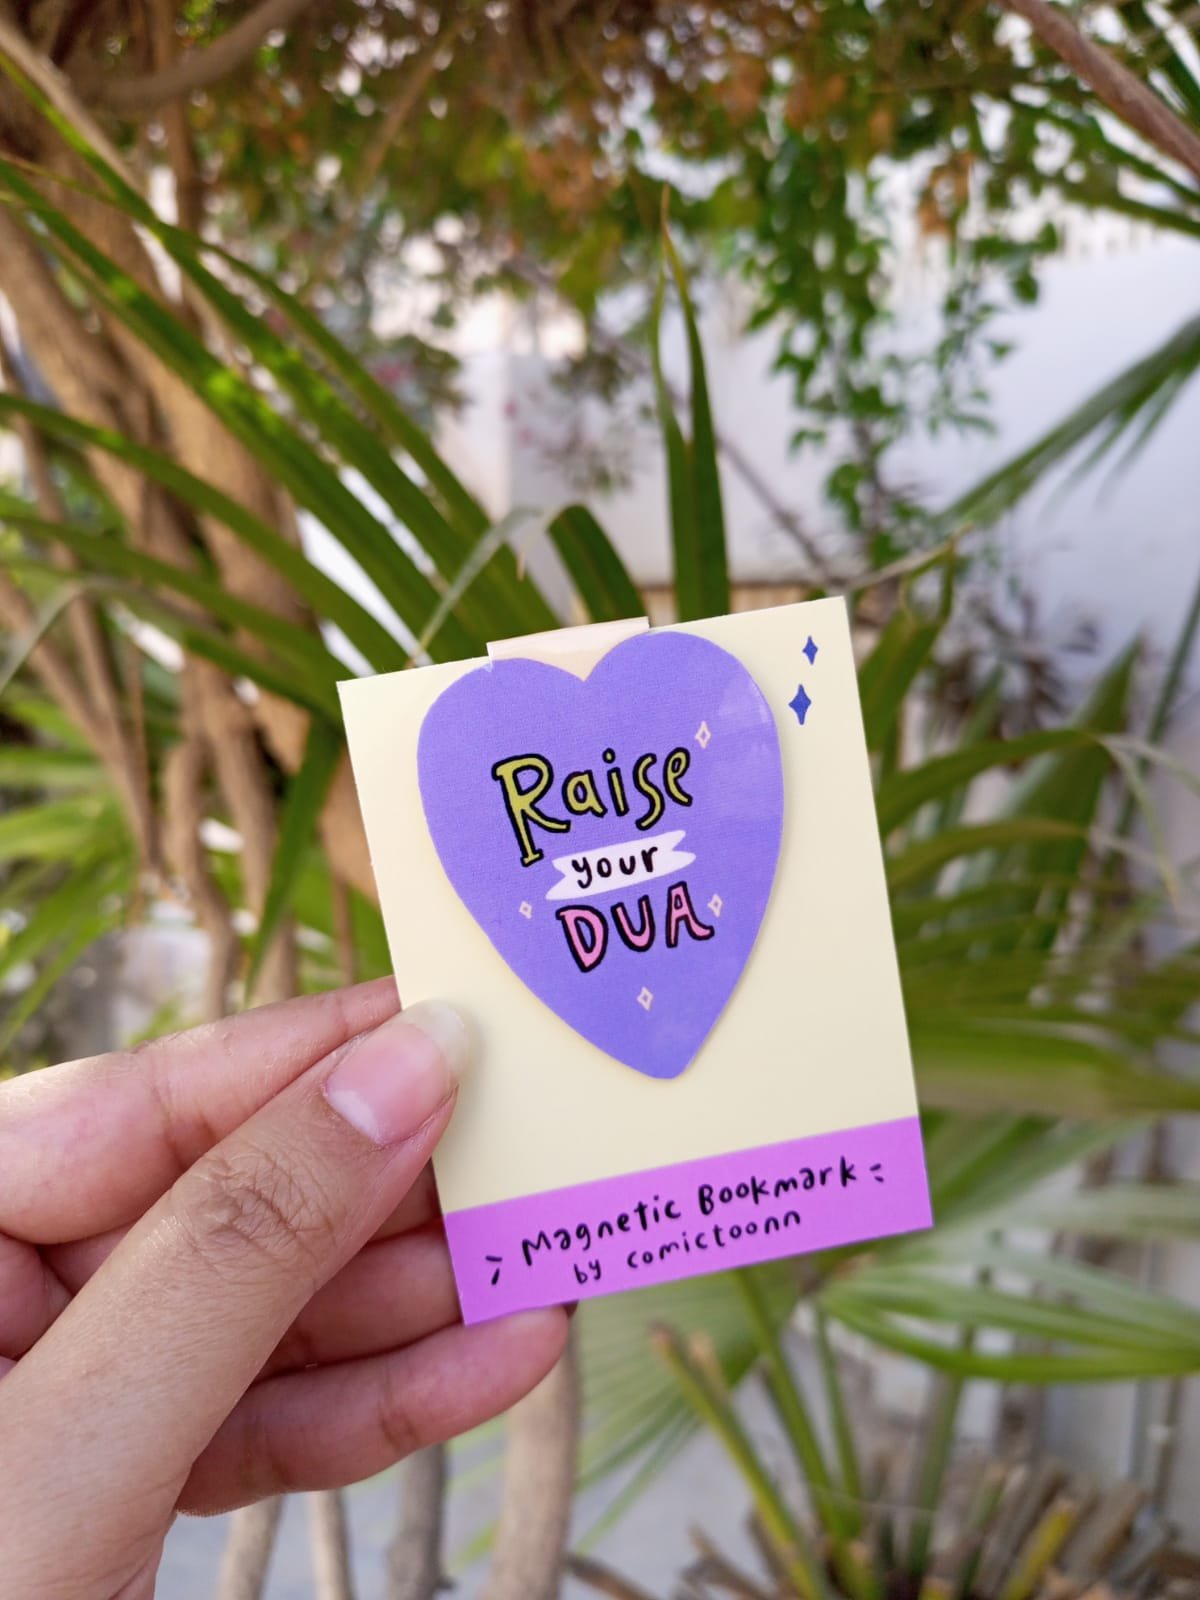 Raise
your
DUA
Magnetic Bookmark
by comictoonn